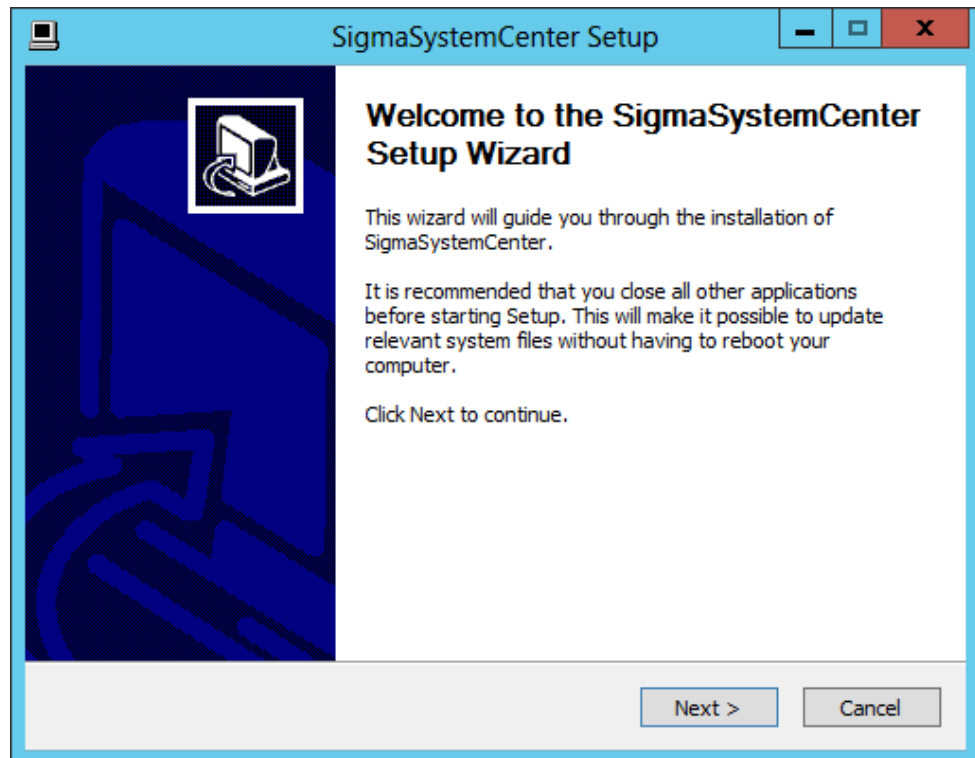 SigmaSystemCenter Setup
Welcome to the SigmaSystemCenter
Setup Wizard
This wizard will guide you through the installation of
SigmaSystemCenter.
It is recommended that you close all other applications
before starting Setup. This will make it possible to update
relevant system files without having to reboot your
computer.
Click Next to continue.
Next >
Cancel